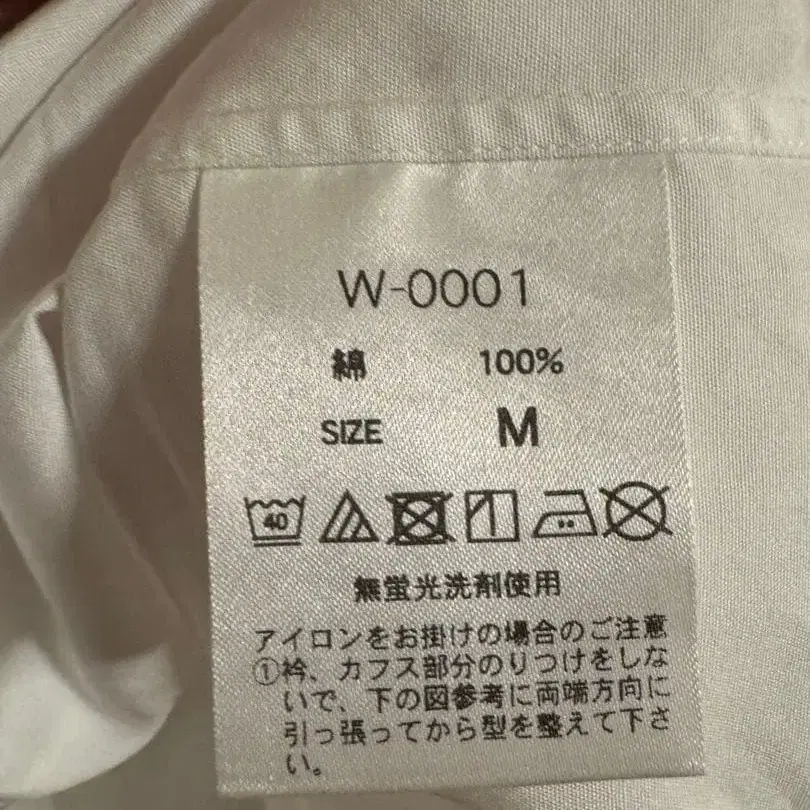 W-0001
綿 100%
SIZE M
40
無蛍光洗剤使用
アイロンをお掛けの場合のご注意
①衿、カフス部分のりつけをしな
いで、下の図参考に両端方向に
引っ張ってから型を整えて下さ
い。